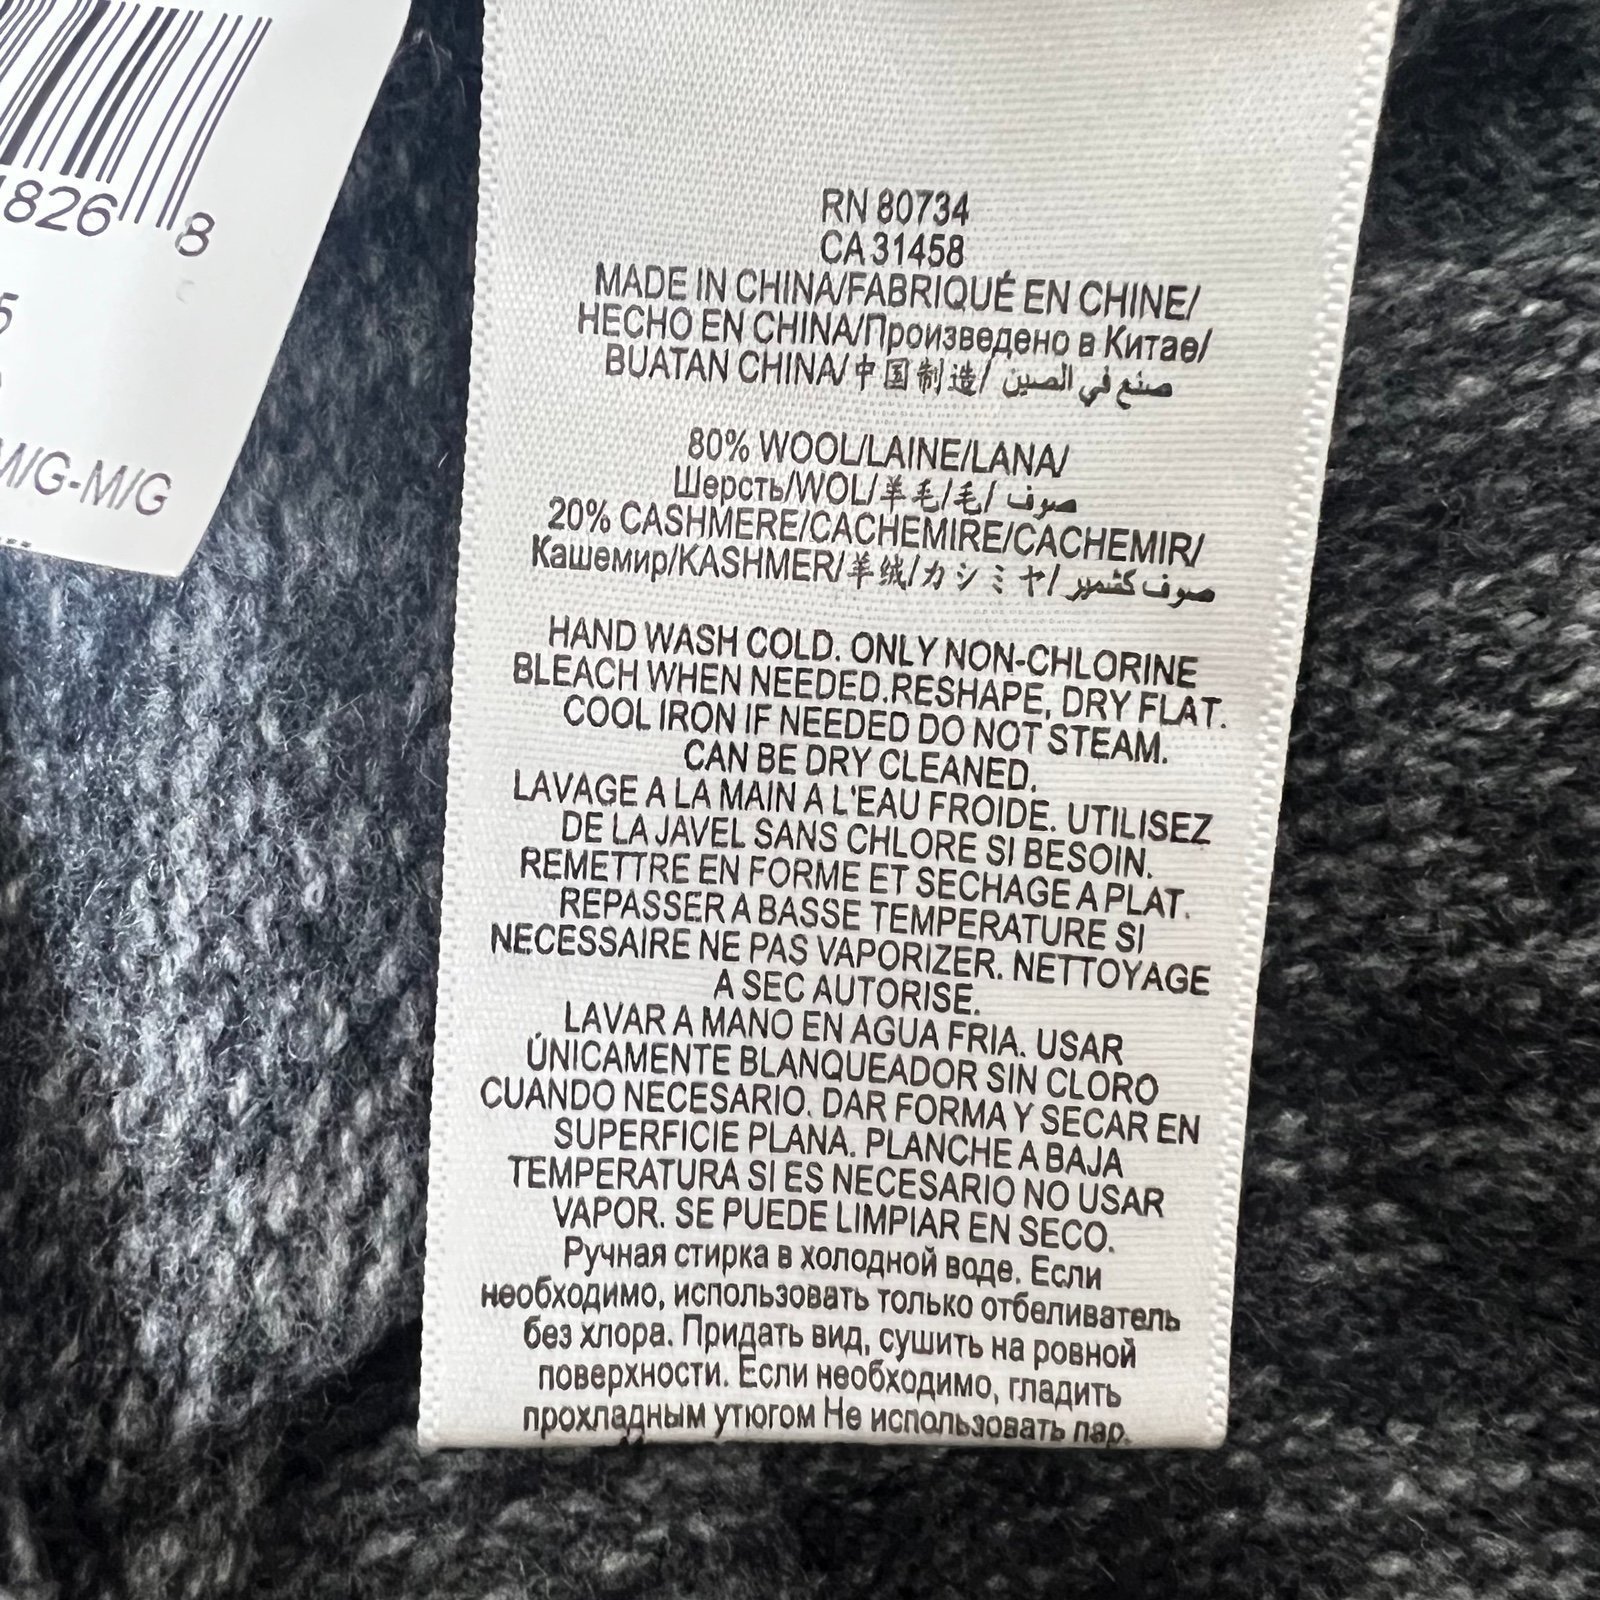 1826 8
5
M/G-M/G
RN 80734
CA 31458
MADE IN CHINA/FABRIQUÉ EN CHINE/
HECHO EN CHINA/Произведено в Китае/
BUATAN CHINA/中国制造/ صنع في الصين
80% WOOL/LAINE/LANA/
Шерсть/WOL/羊毛/毛/ صوف
20% CASHMERE/CACHEMIRE/CACHEMIR/
Кашемир/KASHMER/羊绒/カシミヤ/ صوف كشمير
HAND WASH COLD. ONLY NON-CHLORINE
BLEACH WHEN NEEDED.RESHAPE, DRY FLAT.
COOL IRON IF NEEDED DO NOT STEAM.
CAN BE DRY CLEANED.
LAVAGE A LA MAIN A L'EAU FROIDE. UTILISEZ
DE LA JAVEL SANS CHLORE SI BESOIN.
REMETTRE EN FORME ET SECHAGE A PLAT.
REPASSER A BASSE TEMPERATURE SI
NECESSAIRE NE PAS VAPORIZER. NETTOYAGE
A SEC AUTORISE.
LAVAR A MANO EN AGUA FRIA. USAR
ÚNICAMENTE BLANQUEADOR SIN CLORO
CUANDO NECESARIO. DAR FORMA Y SECAR EN
SUPERFICIE PLANA. PLANCHE A BAJA
TEMPERATURA SI ES NECESARIO NO USAR
VAPOR. SE PUEDE LIMPIAR EN SECO.
Ручная стирка в холодной воде. Если
необходимо, использовать только отбеливатель
без хлора. Придать вид, сушить на ровной
поверхности. Если необходимо, гладить
прохладным утюгом Не использовать пар.